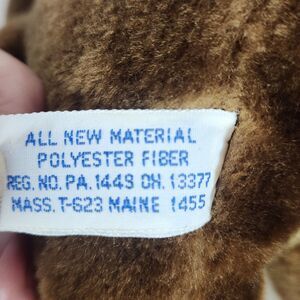 ALL NEW MATERIAL
POLYESTER FIBER
REG. NO. PA. 1449 OH. 13377
MASS. T-623 MAINE 1455